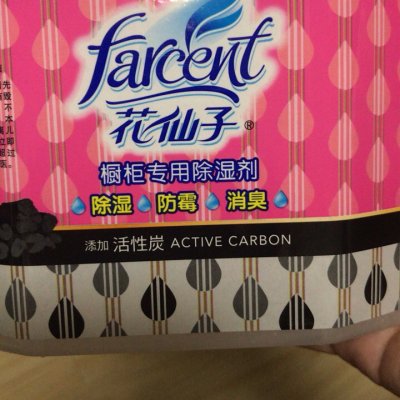 farcent
花仙子®
橱柜专用除湿剂
除湿 防霉 消臭
添加 活性炭 ACTIVE CARBON